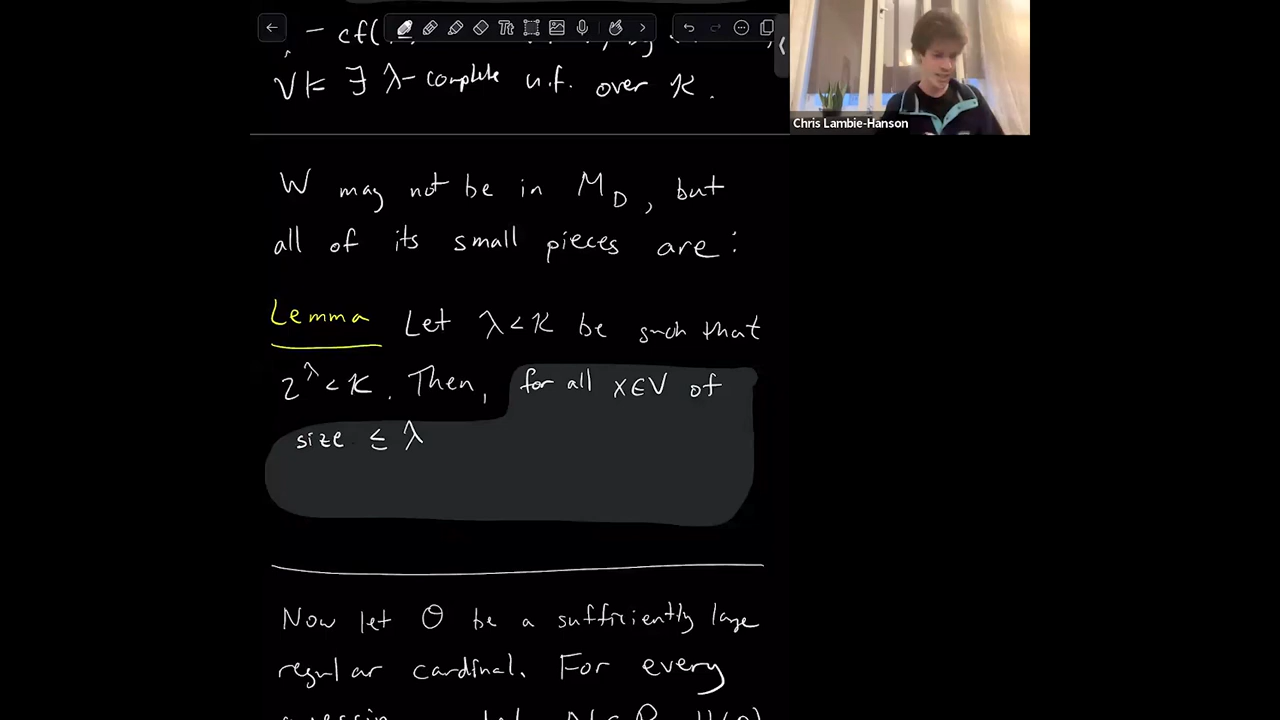 – cf(
V ⊨ ∃ λ-complete u.f. over κ.
Chris Lambie-Hanson
W may not be in M_D, but
all of its small pieces are:
Lemma Let λ < κ be such that
2^λ < κ. Then, for all x∈V of
size ≤ λ
Now let θ be a sufficiently large
regular cardinal. For every